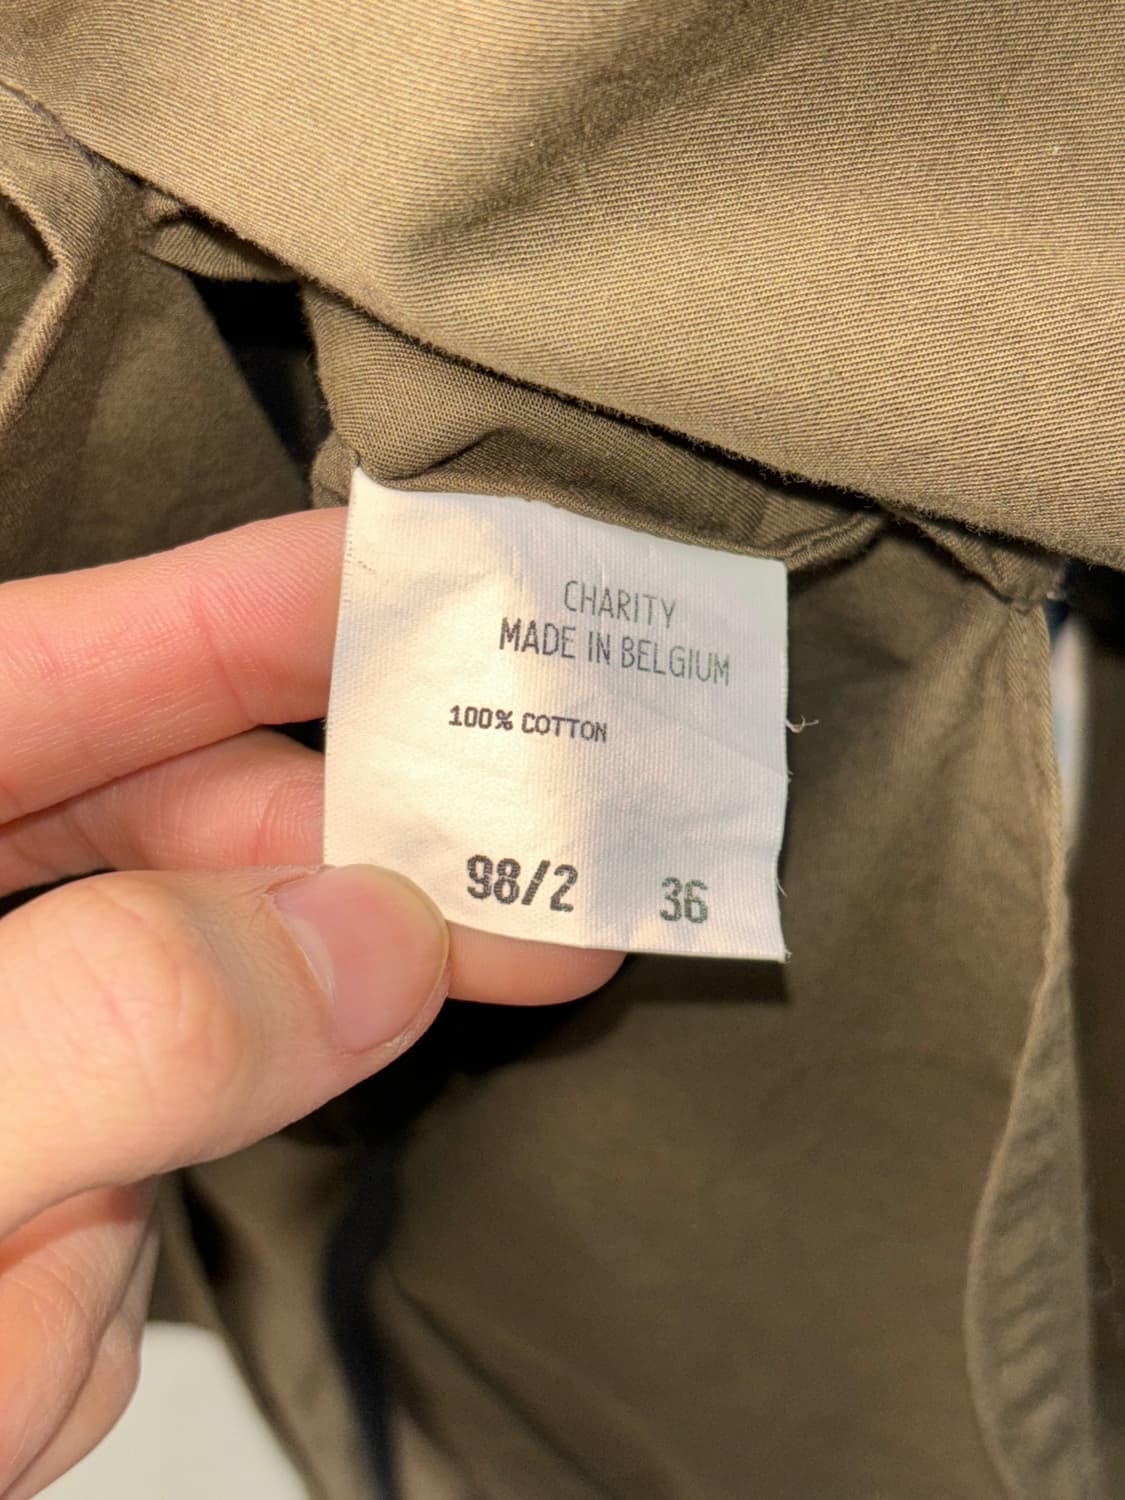 CHARITY
MADE IN BELGIUM
100% COTTON
98/2 36